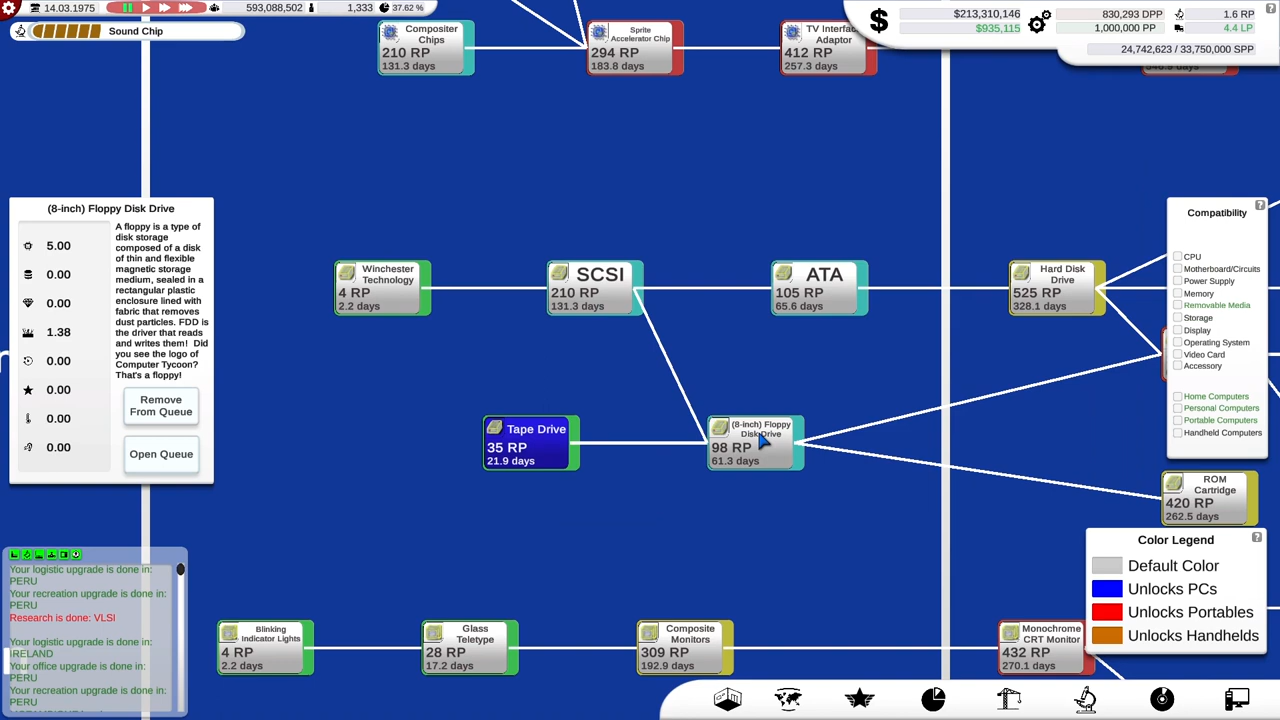 14.03.1975
593,088,502
1,333
37.62 %
$213,310,146
$935,115
830,293 DPP
1,000,000 PP
1.6 RP
4.4 LP
24,742,623 / 33,750,000 SPP
Sound Chip
Compositer
Chips
210 RP
131.3 days
Sprite
Accelerator Chip
294 RP
183.8 days
TV Interfac
Adaptor
412 RP
257.3 days
(8-inch) Floppy Disk Drive
5.00
0.00
0.00
1.38
0.00
0.00
0.00
0.00
A floppy is a type of
disk storage
composed of a disk
of thin and flexible
magnetic storage
medium, sealed in a
rectangular plastic
enclosure lined with
fabric that removes
dust particles. FDD is
the driver that reads
and writes them! Did
you see the logo of
Computer Tycoon?
That's a floppy!
Remove
From Queue
Open Queue
Winchester
Technology
4 RP
2.2 days
SCSI
210 RP
131.3 days
ATA
105 RP
65.6 days
Hard Disk
Drive
525 RP
328.1 days
Compatibility
CPU
Motherboard/Circuits
Power Supply
Memory
Removable Media
Storage
Display
Operating System
Video Card
Accessory
Home Computers
Personal Computers
Portable Computers
Handheld Computers
Tape Drive
35 RP
21.9 days
(8-inch) Floppy
Disk Drive
98 RP
61.3 days
ROM
Cartridge
420 RP
262.5 days
Color Legend
Default Color
Unlocks PCs
Unlocks Portables
Unlocks Handhelds
Your logistic upgrade is done in:
PERU
Your recreation upgrade is done in:
PERU
Research is done: VLSI
Your logistic upgrade is done in:
IRELAND
Your office upgrade is done in:
PERU
Your recreation upgrade is done in:
PERU
Blinking
Indicator Lights
4 RP
2.2 days
Glass
Teletype
28 RP
17.2 days
Composite
Monitors
309 RP
192.9 days
Monochrome
CRT Monitor
432 RP
270.1 days